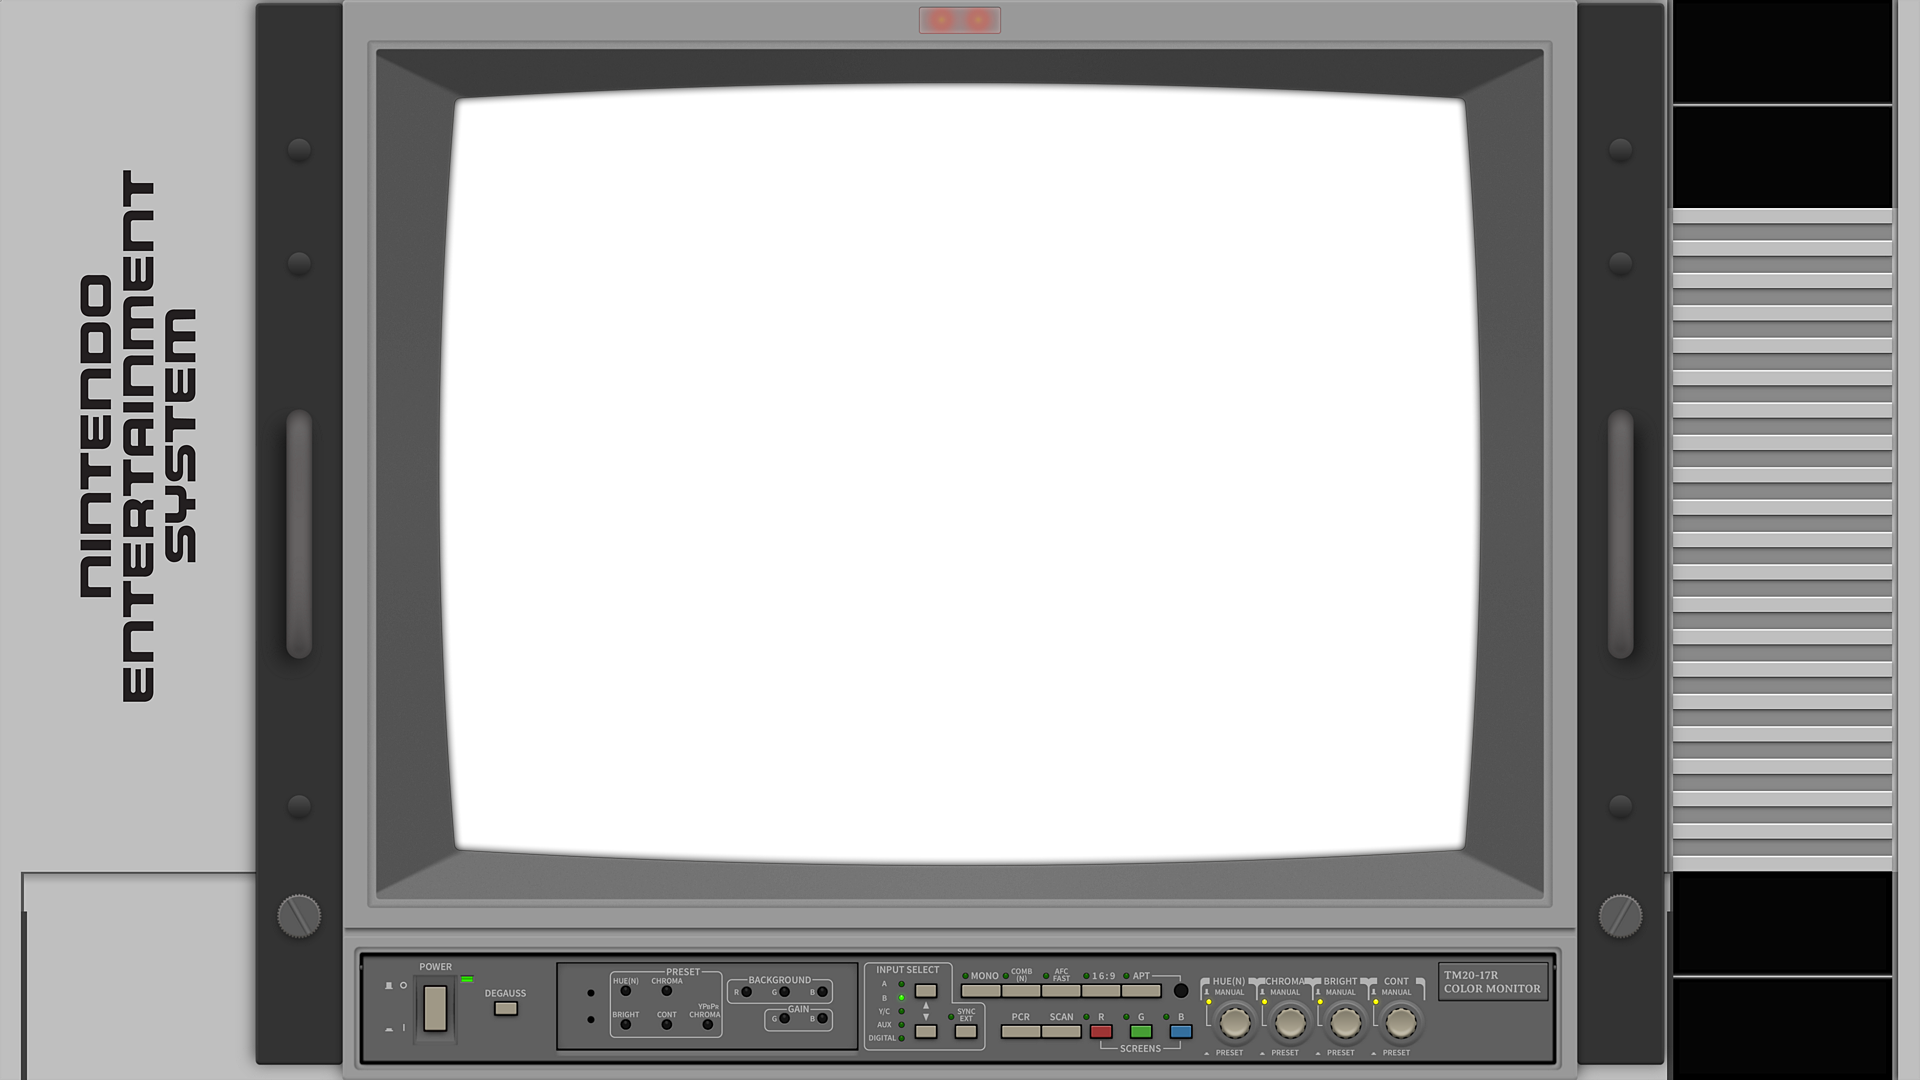 NINTENDO
ENTERTAINMENT
SYSTEM
POWER
DEGAUSS
PRESET
HUE(N)
CHROMA
BRIGHT
CONT
YPBPR
CHROMA
BACKGROUND
R
G
B
GAIN
G
B
INPUT SELECT
A
B
Y/C
AUX
DIGITAL
SYNC
EXT
MONO
COMB
(N)
AFC
FAST
16:9
APT
PCR
SCAN
R
G
B
SCREENS
HUE(N)
MANUAL
PRESET
CHROMA
MANUAL
PRESET
BRIGHT
MANUAL
PRESET
CONT
MANUAL
PRESET
TM20-17R
COLOR MONITOR